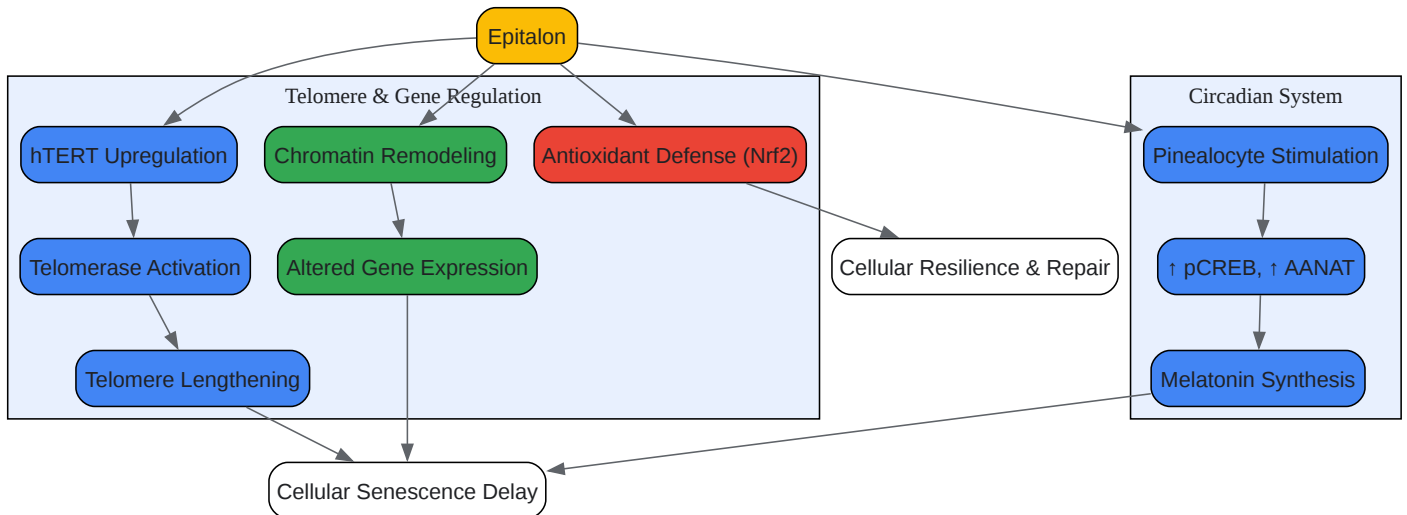 Epitalon
Telomere & Gene Regulation
Circadian System
hTERT Upregulation
Chromatin Remodeling
Antioxidant Defense (Nrf2)
Pinealocyte Stimulation
Telomerase Activation
Altered Gene Expression
Cellular Resilience & Repair
↑ pCREB, ↑ AANAT
Telomere Lengthening
Melatonin Synthesis
Cellular Senescence Delay